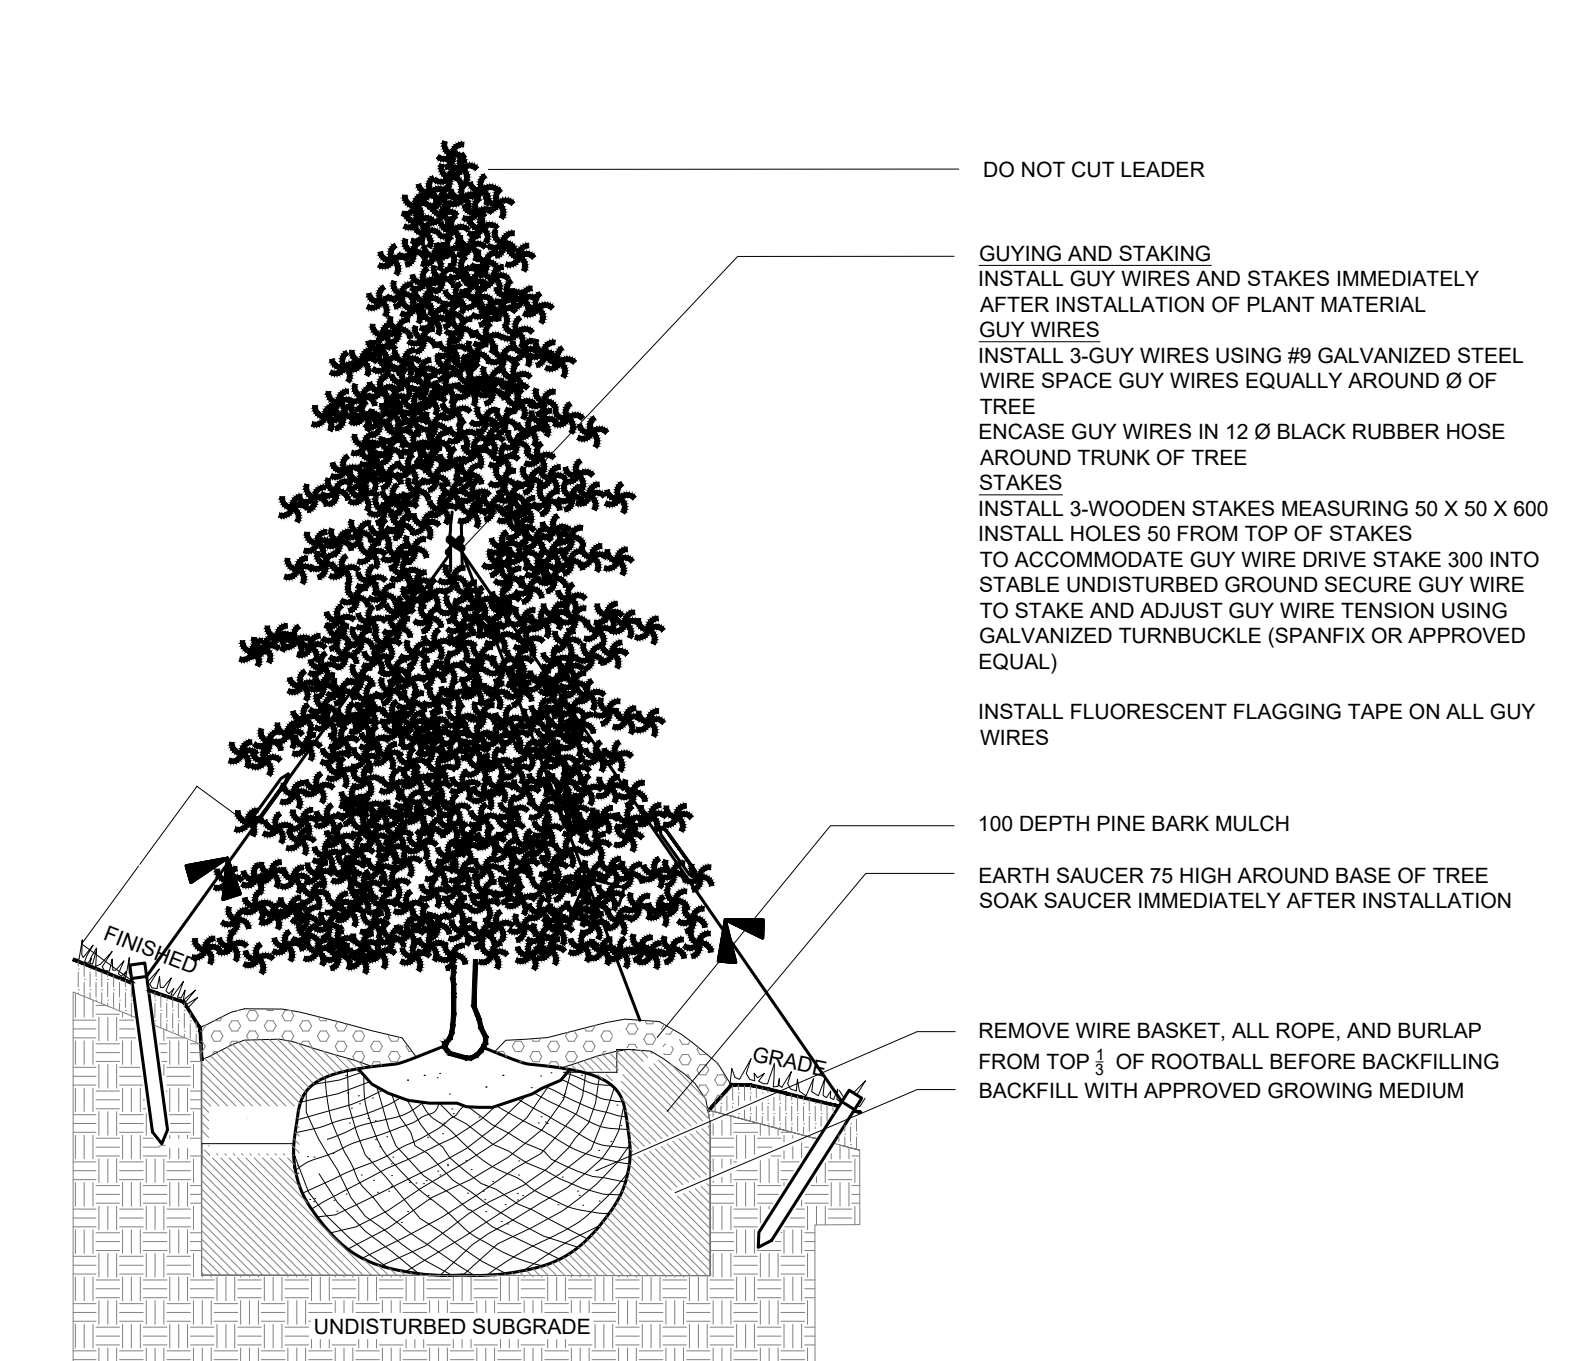 DO NOT CUT LEADER
GUYING AND STAKING
INSTALL GUY WIRES AND STAKES IMMEDIATELY
AFTER INSTALLATION OF PLANT MATERIAL
GUY WIRES
INSTALL 3-GUY WIRES USING #9 GALVANIZED STEEL
WIRE SPACE GUY WIRES EQUALLY AROUND Ø OF
TREE
ENCASE GUY WIRES IN 12 Ø BLACK RUBBER HOSE
AROUND TRUNK OF TREE
STAKES
INSTALL 3-WOODEN STAKES MEASURING 50 X 50 X 600
INSTALL HOLES 50 FROM TOP OF STAKES
TO ACCOMMODATE GUY WIRE DRIVE STAKE 300 INTO
STABLE UNDISTURBED GROUND SECURE GUY WIRE
TO STAKE AND ADJUST GUY WIRE TENSION USING
GALVANIZED TURNBUCKLE (SPANFIX OR APPROVED
EQUAL)
INSTALL FLUORESCENT FLAGGING TAPE ON ALL GUY
WIRES
100 DEPTH PINE BARK MULCH
EARTH SAUCER 75 HIGH AROUND BASE OF TREE
SOAK SAUCER IMMEDIATELY AFTER INSTALLATION
FINISHED
GRADE
REMOVE WIRE BASKET, ALL ROPE, AND BURLAP
FROM TOP 1/3 OF ROOTBALL BEFORE BACKFILLING
BACKFILL WITH APPROVED GROWING MEDIUM
UNDISTURBED SUBGRADE